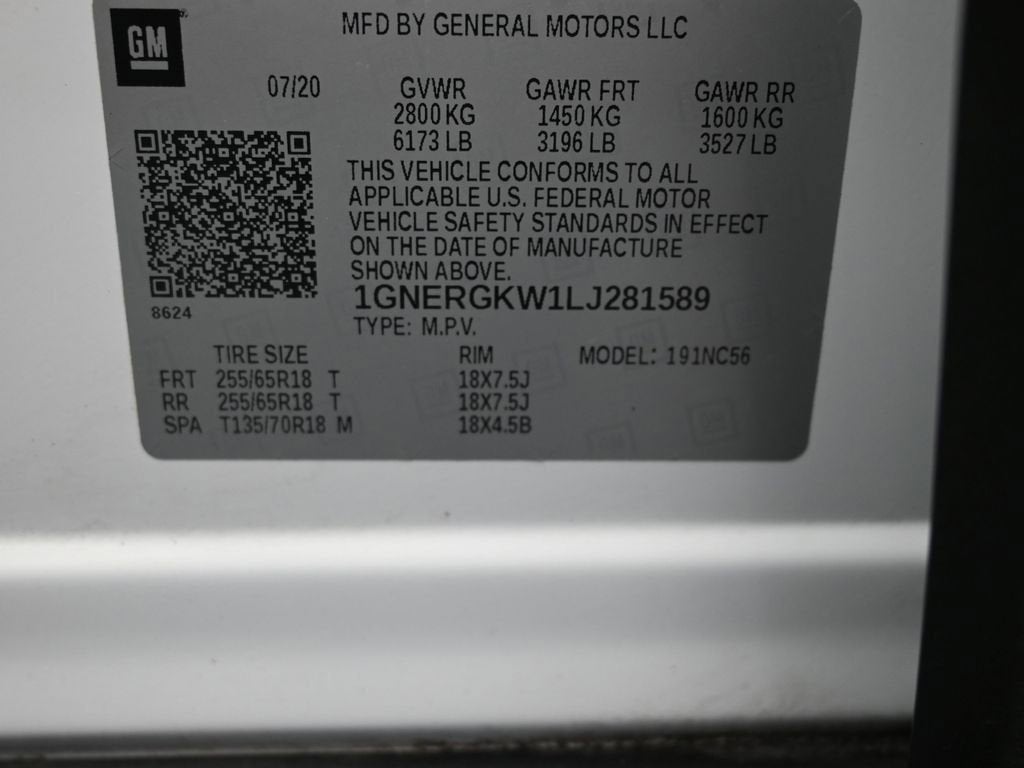 GM
MFD BY GENERAL MOTORS LLC
07/20 GVWR GAWR FRT GAWR RR
2800 KG 1450 KG 1600 KG
6173 LB 3196 LB 3527 LB
THIS VEHICLE CONFORMS TO ALL
APPLICABLE U.S. FEDERAL MOTOR
VEHICLE SAFETY STANDARDS IN EFFECT
ON THE DATE OF MANUFACTURE
SHOWN ABOVE.
1GNERGKW1LJ281589
8624
TYPE: M.P.V.
TIRE SIZE RIM MODEL: 191NC56
FRT 255/65R18 T 18X7.5J
RR 255/65R18 T 18X7.5J
SPA T135/70R18 M 18X4.5B